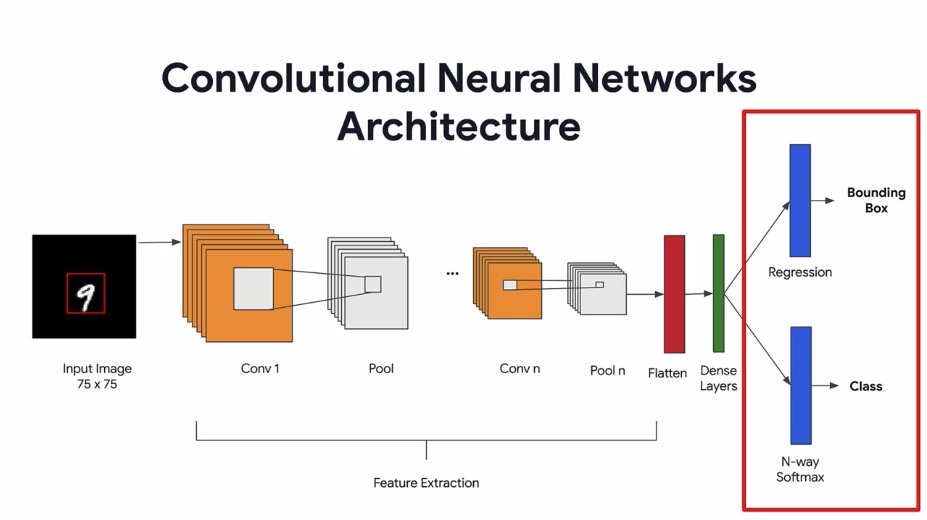 Convolutional Neural Networks
Architecture
9
Input Image
75 x 75
Conv 1
Pool
...
Conv n
Pool n
Flatten
Dense
Layers
Regression
Bounding
Box
N-way
Softmax
Class
Feature Extraction